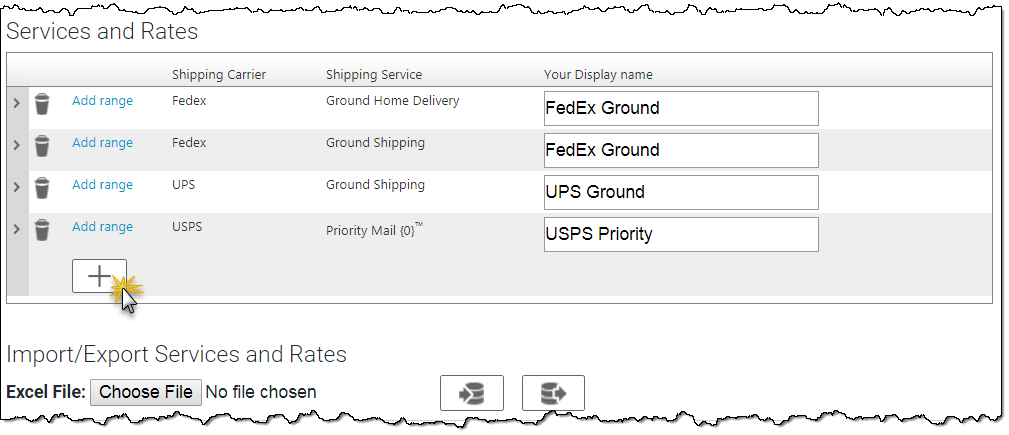 Services and Rates
Shipping Carrier Shipping Service Your Display name
Add range Fedex Ground Home Delivery FedEx Ground
Add range Fedex Ground Shipping FedEx Ground
Add range UPS Ground Shipping UPS Ground
Add range USPS Priority Mail {0}™ USPS Priority
Import/Export Services and Rates
Excel File: Choose File No file chosen